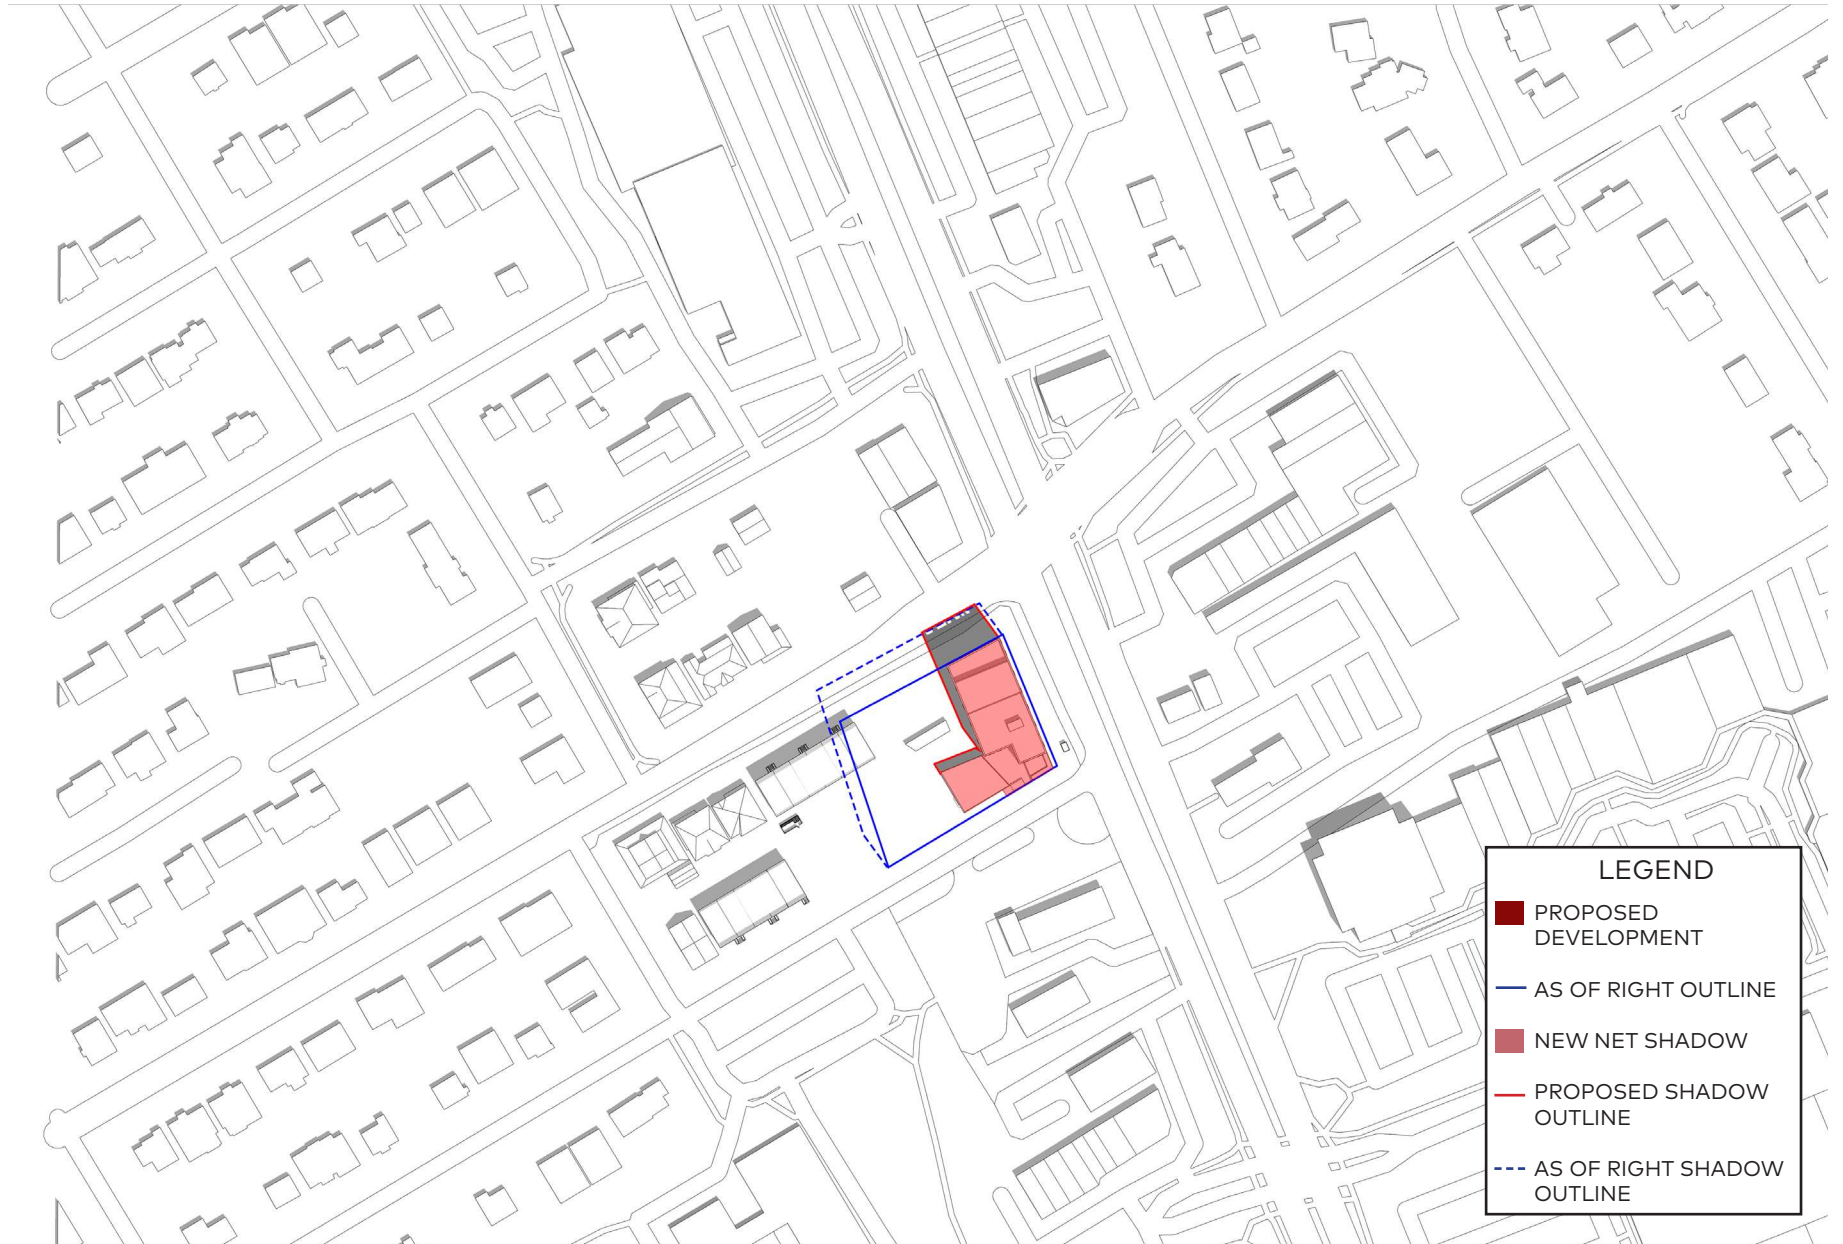 LEGEND
PROPOSED
DEVELOPMENT
AS OF RIGHT OUTLINE
NEW NET SHADOW
PROPOSED SHADOW
OUTLINE
AS OF RIGHT SHADOW
OUTLINE